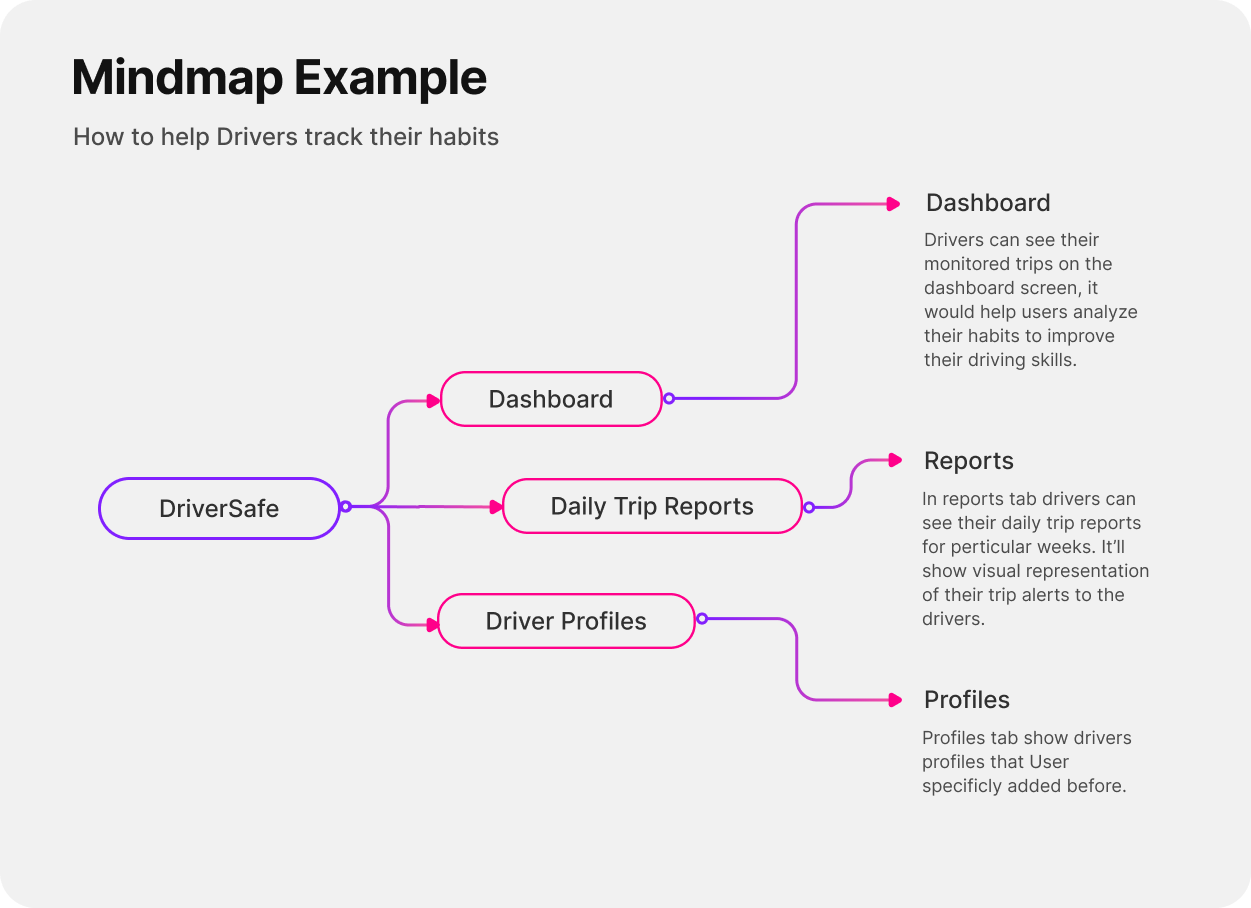 Mindmap Example
How to help Drivers track their habits
DriverSafe
Dashboard
Daily Trip Reports
Driver Profiles
Dashboard
Drivers can see their
monitored trips on the
dashboard screen, it
would help users analyze
their habits to improve
their driving skills.
Reports
In reports tab drivers can
see their daily trip reports
for perticular weeks. It’ll
show visual representation
of their trip alerts to the
drivers.
Profiles
Profiles tab show drivers
profiles that User
specificly added before.